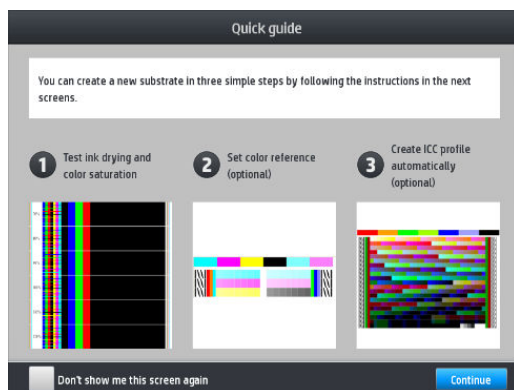 Quick guide
You can create a new substrate in three simple steps by following the instructions in the next
screens.
1 Test ink drying and
color saturation
2 Set color reference
(optional)
3 Create ICC profile
automatically
(optional)
Don't show me this screen again
Continue